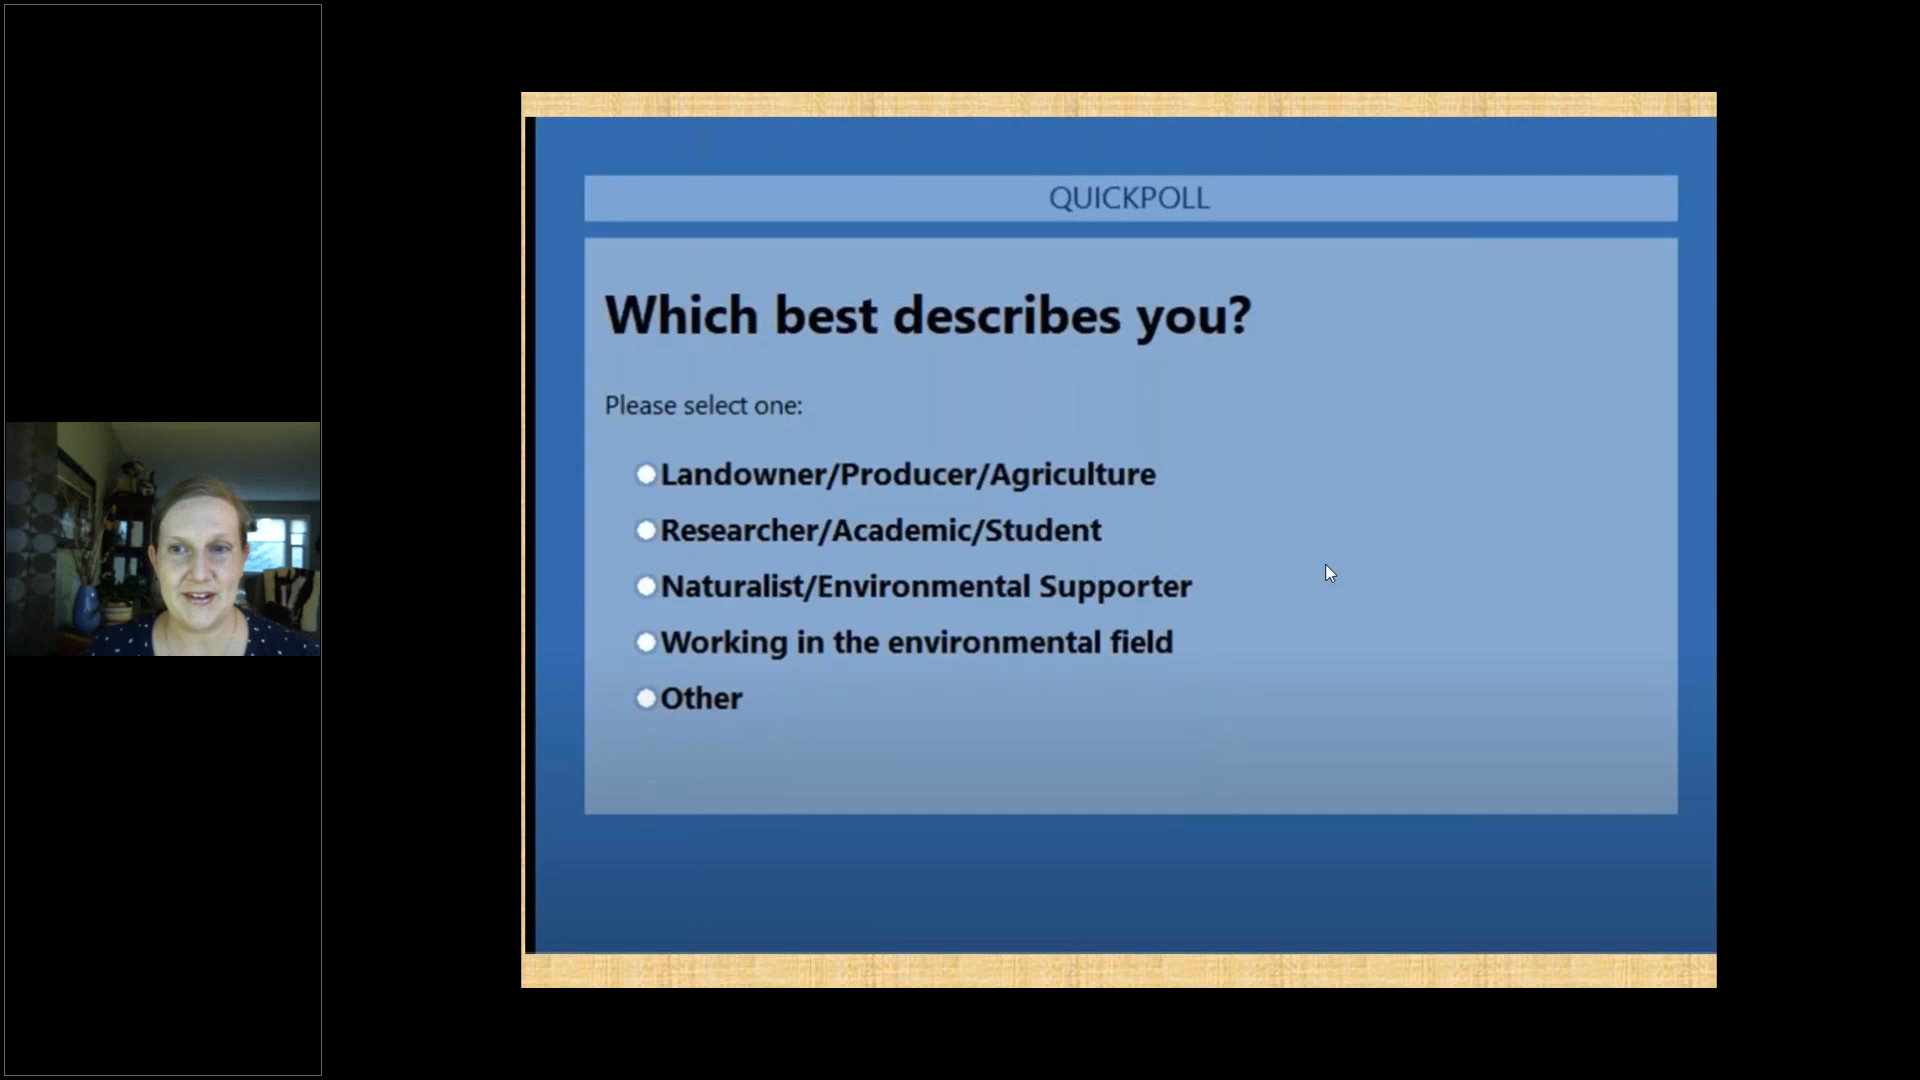 QUICKPOLL
Which best describes you?
Please select one:
Landowner/Producer/Agriculture
Researcher/Academic/Student
Naturalist/Environmental Supporter
Working in the environmental field
Other